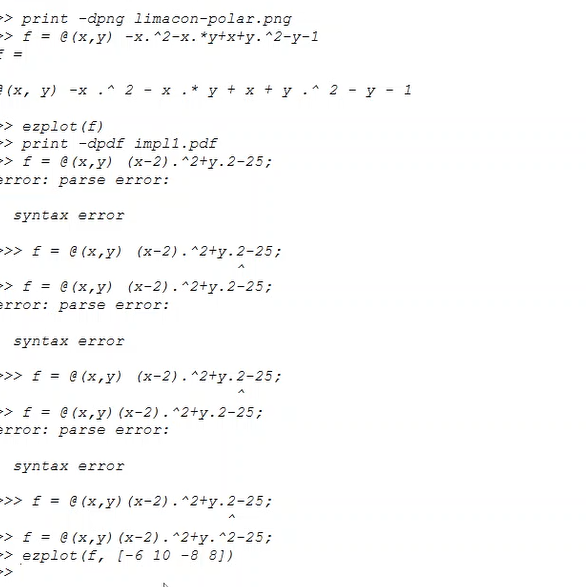 >> print -dpng limacon-polar.png
>> f = @(x,y) -x.^2-x.*y+x+y.^2-y-1
f =
@(x, y) -x .^ 2 - x .* y + x + y .^ 2 - y - 1
>> ezplot(f)
>> print -dpdf impl1.pdf
>> f = @(x,y) (x-2).^2+y.2-25;
error: parse error:
syntax error
>>> f = @(x,y) (x-2).^2+y.2-25;
^
>> f = @(x,y) (x-2).^2+y.2-25;
error: parse error:
syntax error
>>> f = @(x,y) (x-2).^2+y.2-25;
^
>> f = @(x,y)(x-2).^2+y.2-25;
error: parse error:
syntax error
>>> f = @(x,y)(x-2).^2+y.2-25;
^
>> f = @(x,y)(x-2).^2+y.^2-25;
>> ezplot(f, [-6 10 -8 8])
>>